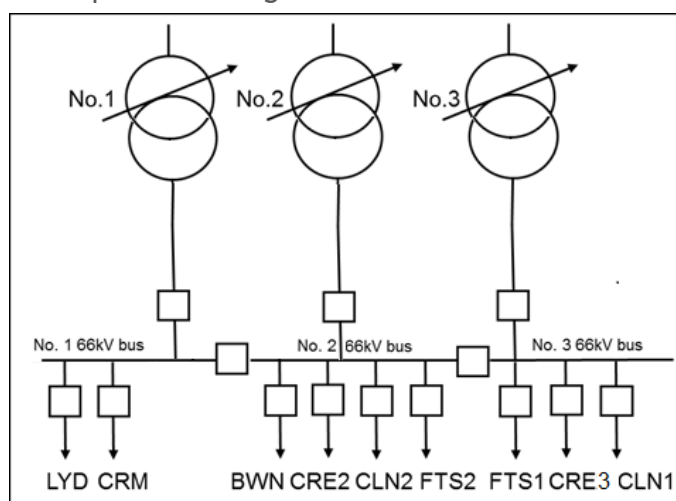 No.1 No.2 No.3
No. 1 66kV bus No. 2 66kV bus No. 3 66kV bus
LYD CRM BWN CRE2 CLN2 FTS2 FTS1 CRE3 CLN1